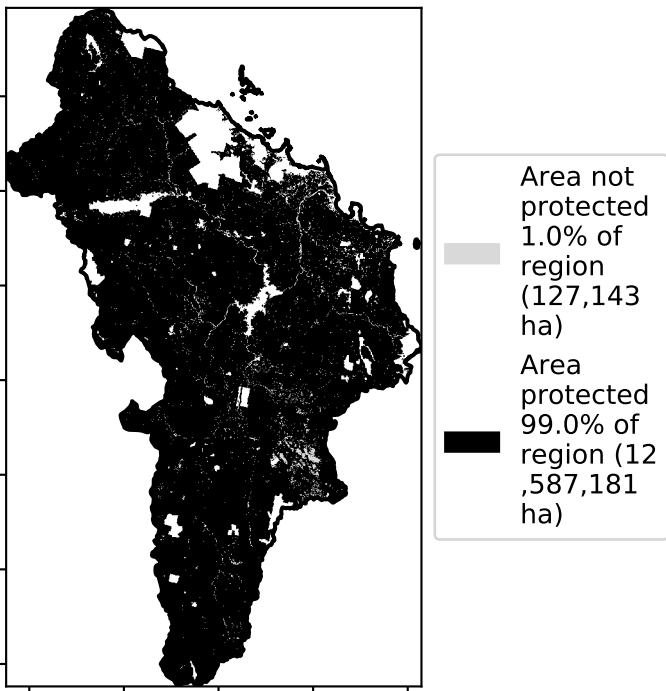 Area not
protected
1.0% of
region
(127,143
ha)
Area
protected
99.0% of
region (12
,587,181
ha)